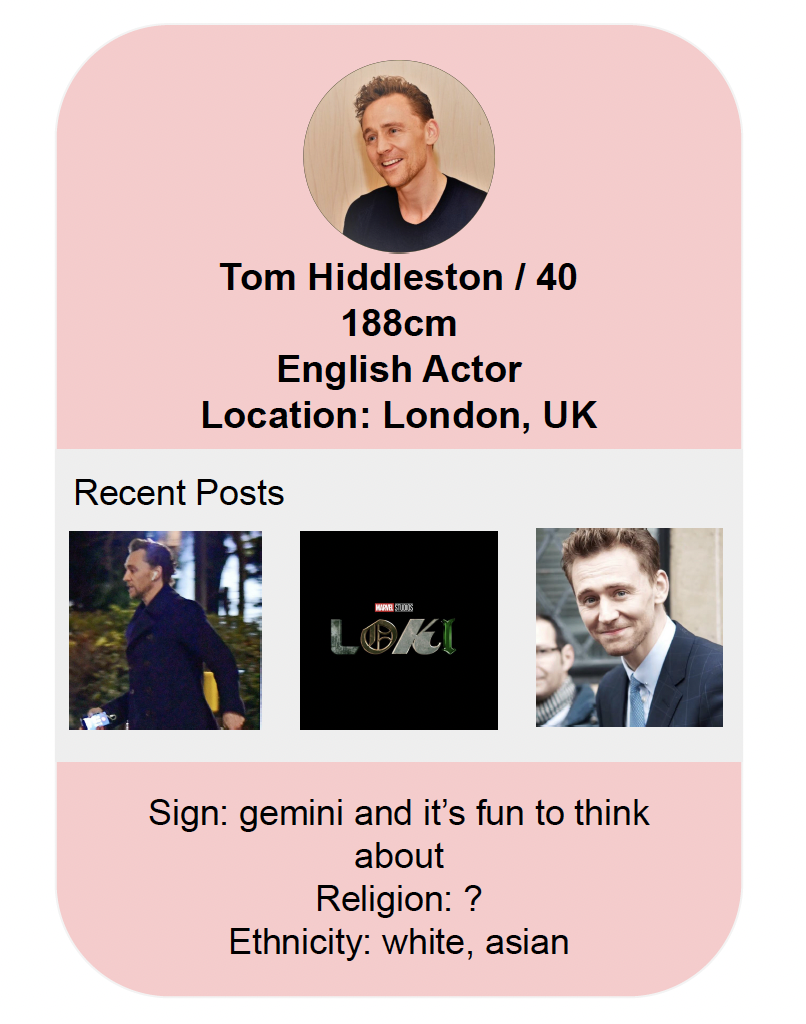 Tom Hiddleston / 40
188cm
English Actor
Location: London, UK
Recent Posts
MARVEL STUDIOS
LOKI
Sign: gemini and it’s fun to think
about
Religion: ?
Ethnicity: white, asian